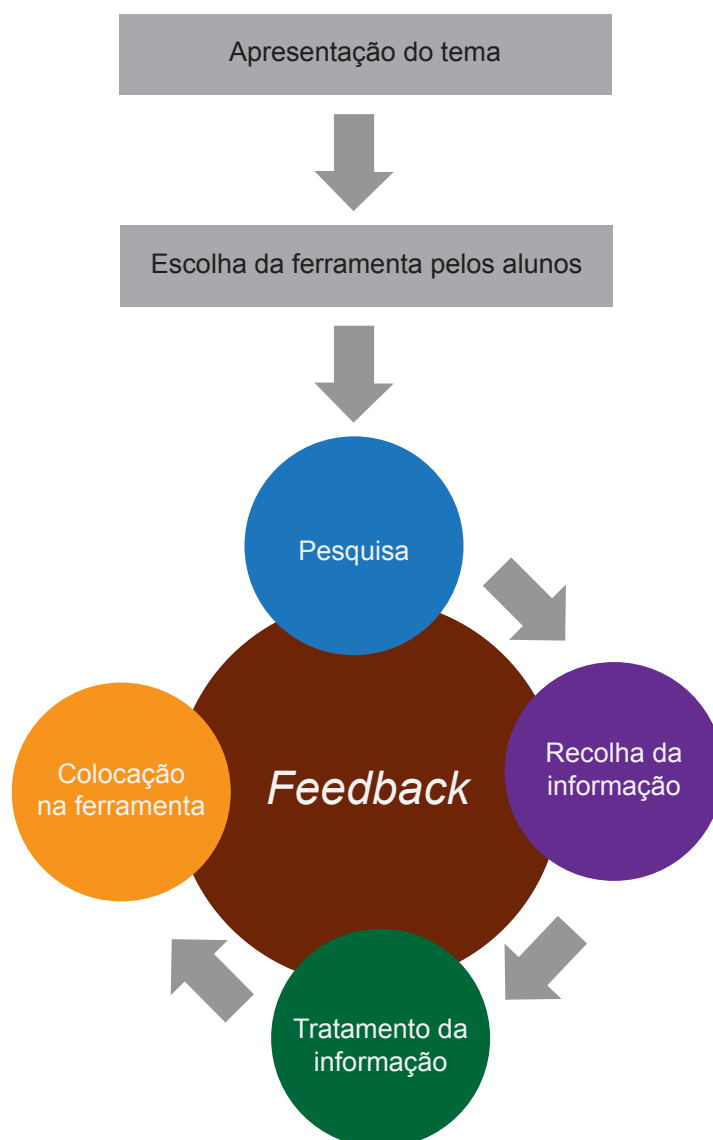 Apresentação do tema
Escolha da ferramenta pelos alunos
Pesquisa
Recolha da
informação
Colocação
na ferramenta
Feedback
Tratamento da
informação